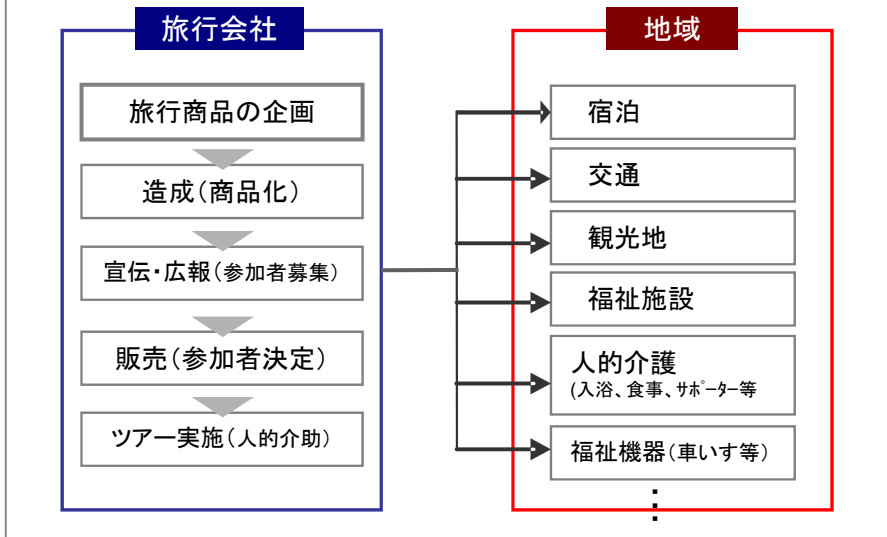 旅行会社
旅行商品の企画
造成(商品化)
宣伝・広報(参加者募集)
販売(参加者決定)
ツアー実施(人的介助)
地域
宿泊
交通
観光地
福祉施設
人的介護
(入浴、食事、ｻﾎﾟｰﾀｰ等
福祉機器(車いす等)
⋮